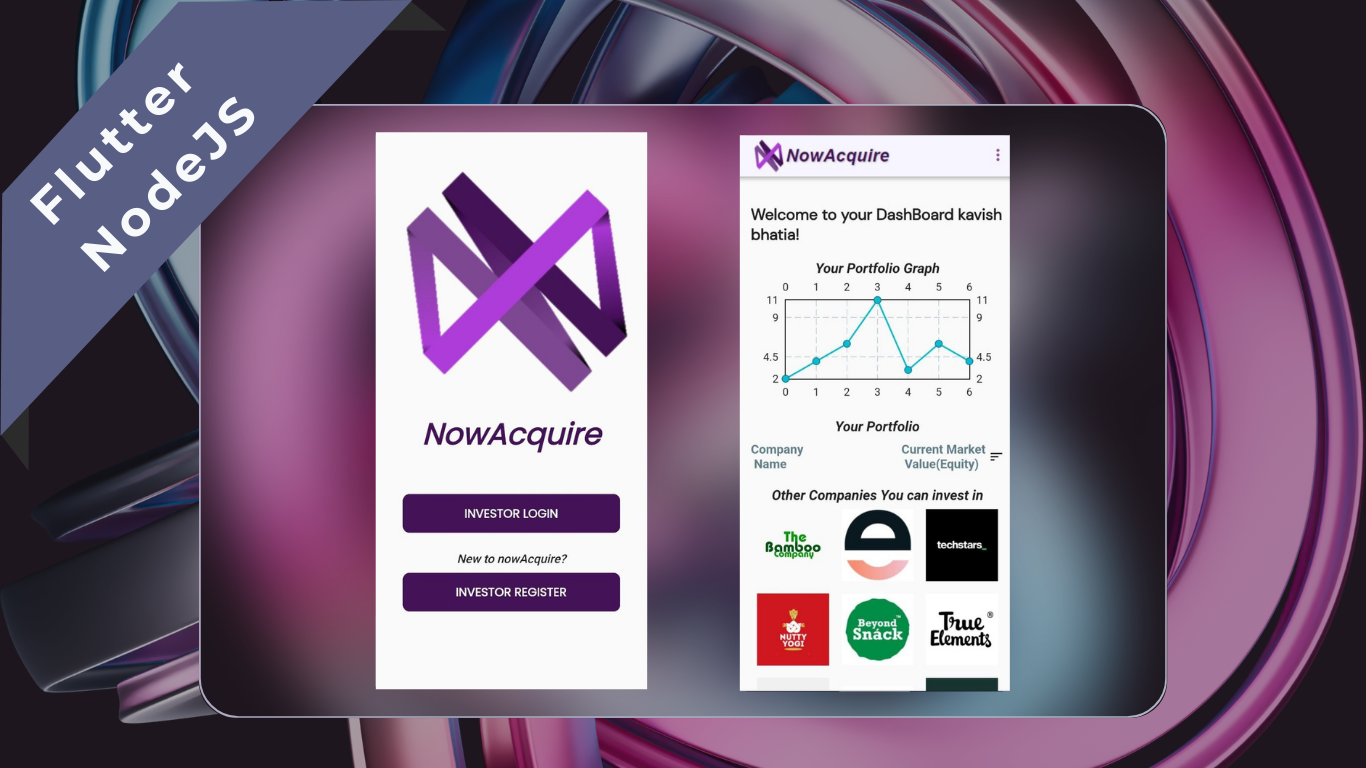 Flutter
NodeJS
NowAcquire
INVESTOR LOGIN
New to nowAcquire?
INVESTOR REGISTER
NowAcquire
Welcome to your DashBoard kavish
bhatia!
Your Portfolio Graph
0 1 2 3 4 5 6
11 11
9 9
4.5 4.5
2 2
0 1 2 3 4 5 6
Your Portfolio
Company Current Market
Name Value(Equity)
Other Companies You can invest in
The
Bamboo
Company
techstars_
NUTTY
YOGI
Beyond
Snáck
™
True
Elements
®